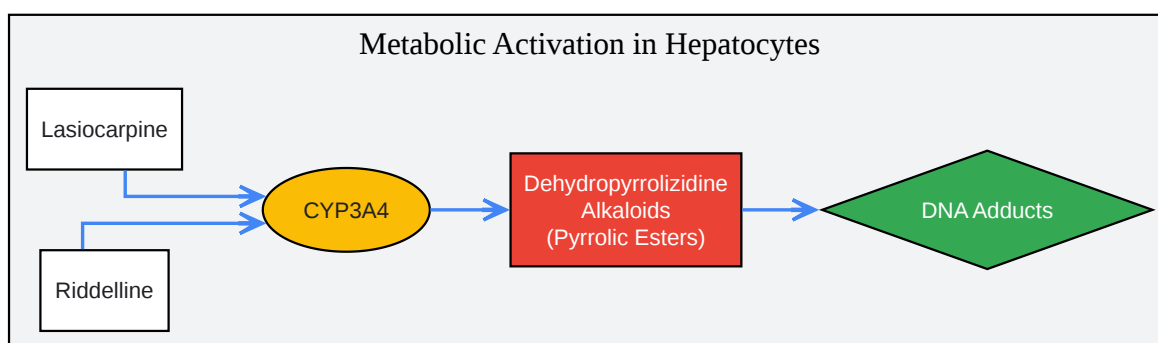 Metabolic Activation in Hepatocytes
Lasiocarpine
Riddelline
CYP3A4
Dehydropyrrolizidine
Alkaloids
(Pyrrolic Esters)
DNA Adducts